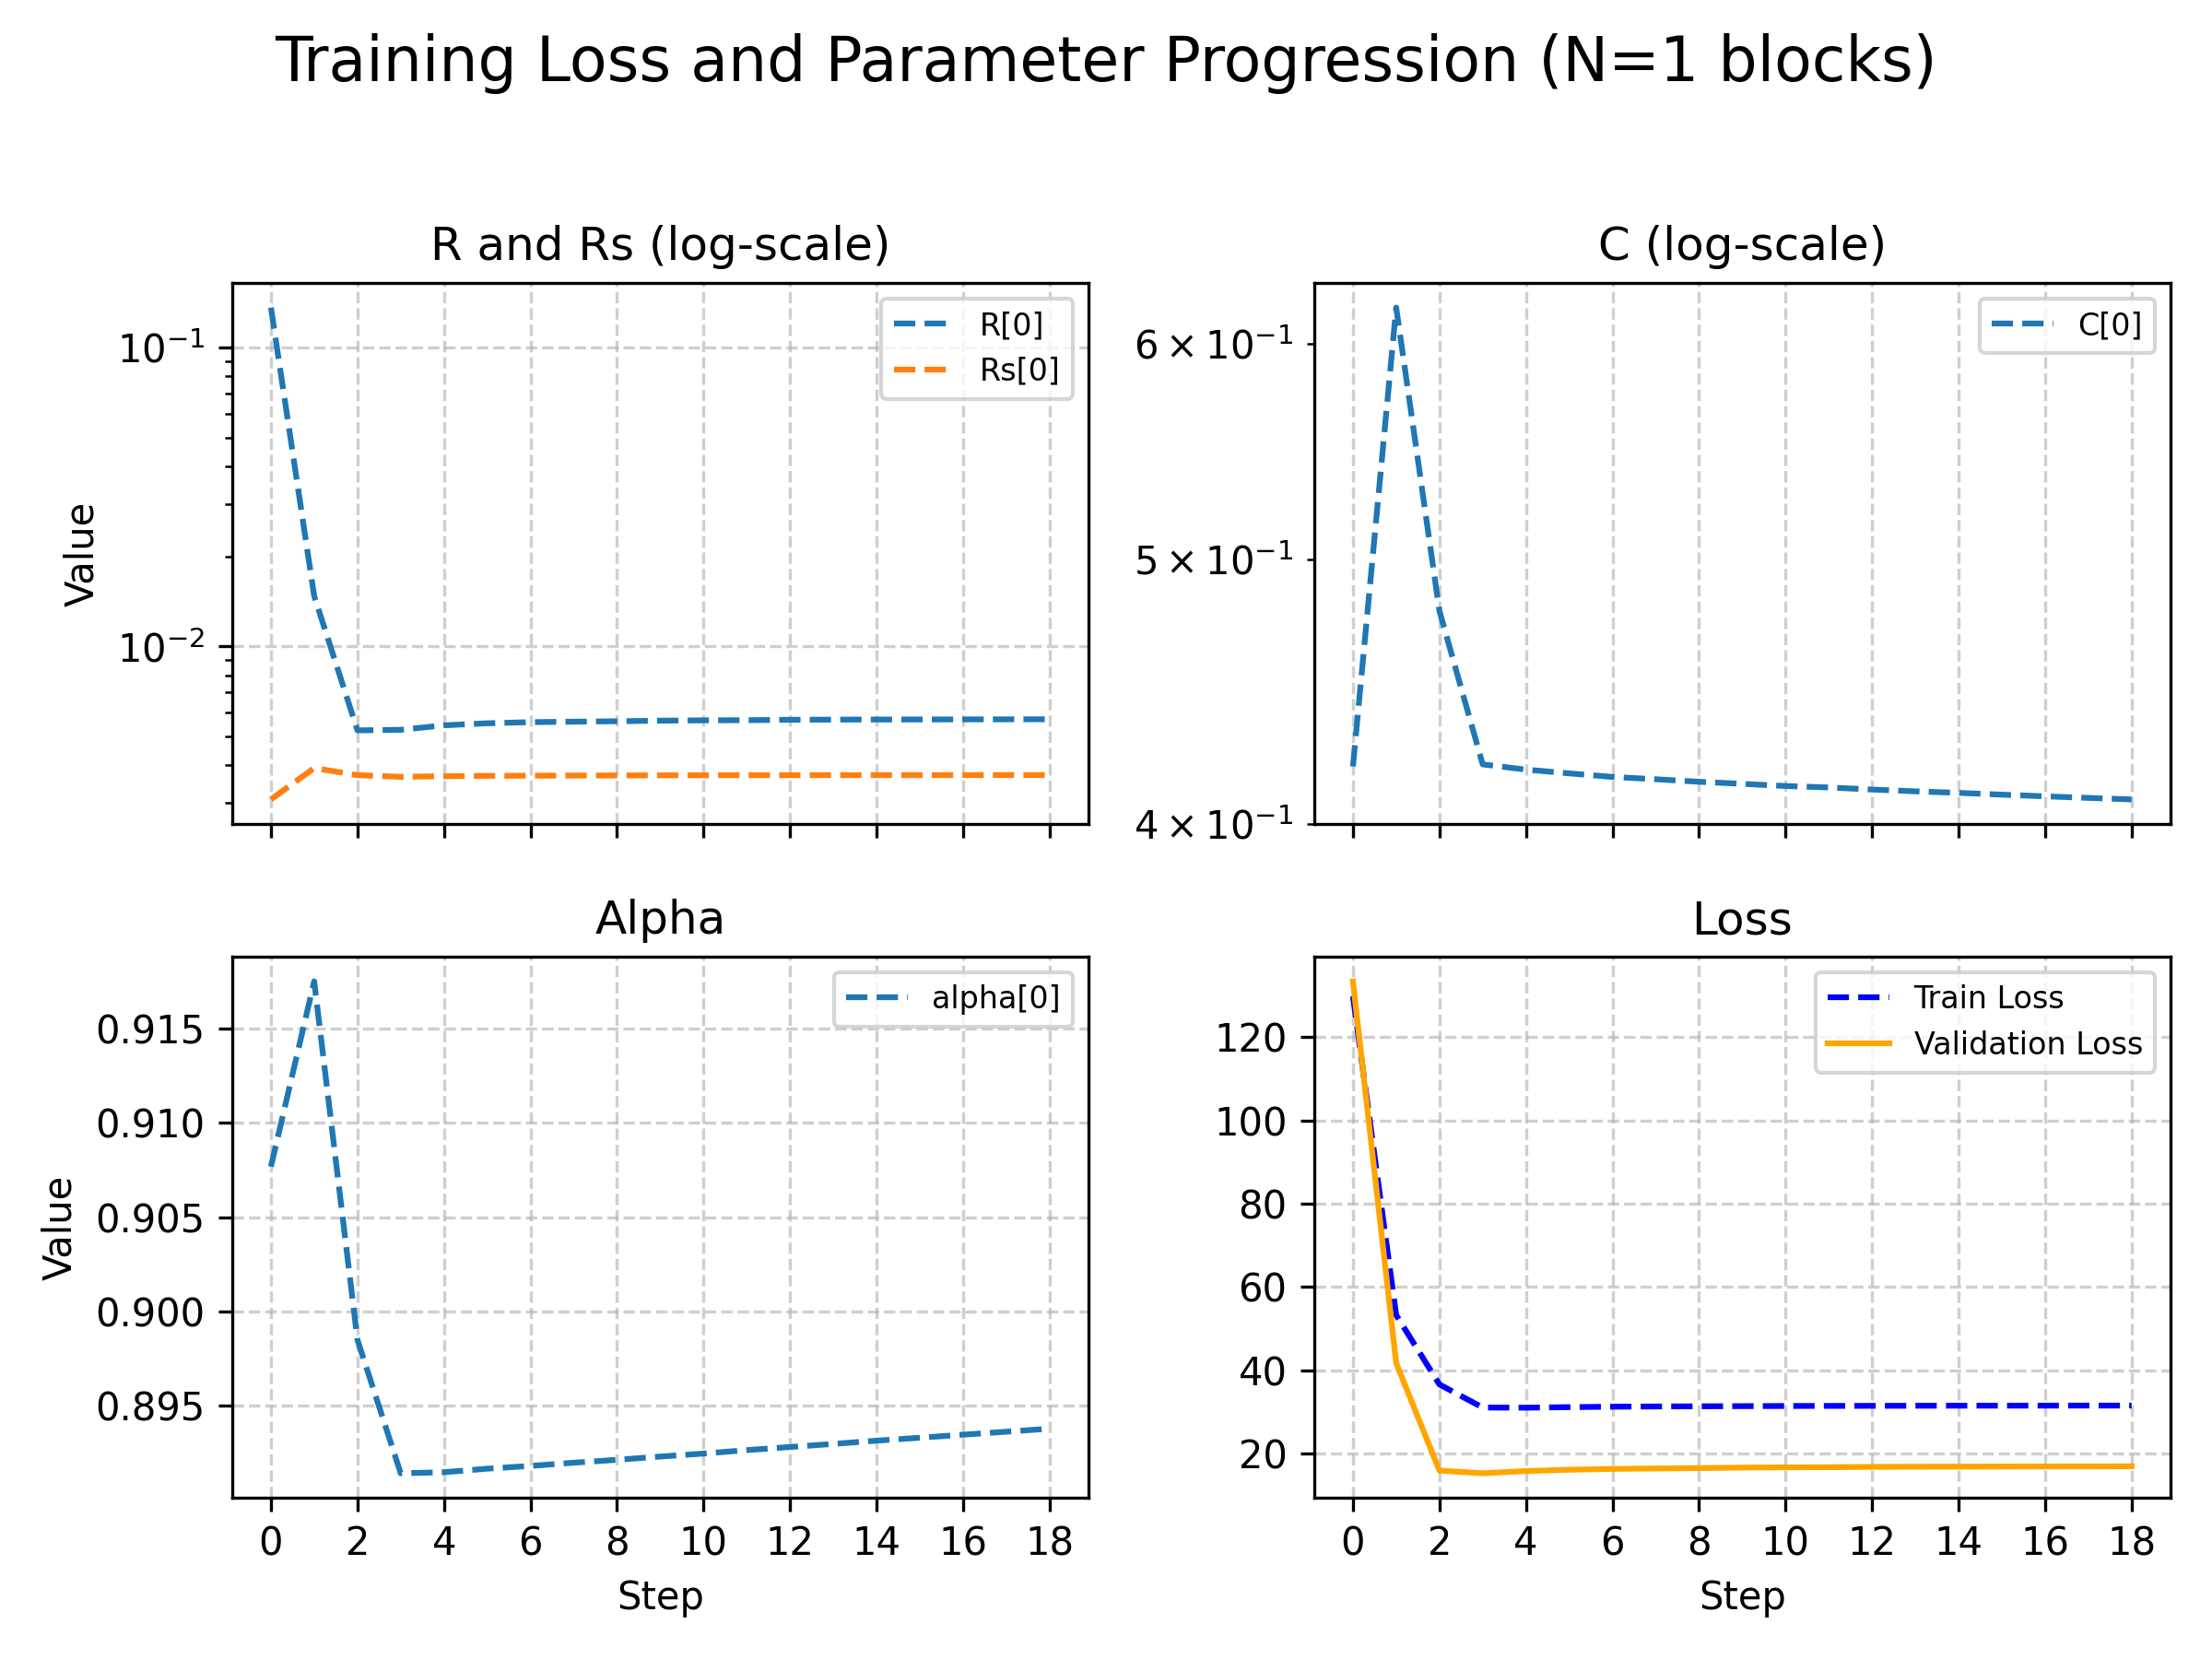 Training Loss and Parameter Progression (N=1 blocks)
R and Rs (log-scale)
10⁻¹
10⁻²
Value
R[0]
Rs[0]
C (log-scale)
6×10⁻¹
5×10⁻¹
4×10⁻¹
C[0]
Alpha
0.915
0.910
0.905
0.900
0.895
Value
alpha[0]
0 2 4 6 8 10 12 14 16 18
Step
Loss
120
100
80
60
40
20
Train Loss
Validation Loss
0 2 4 6 8 10 12 14 16 18
Step